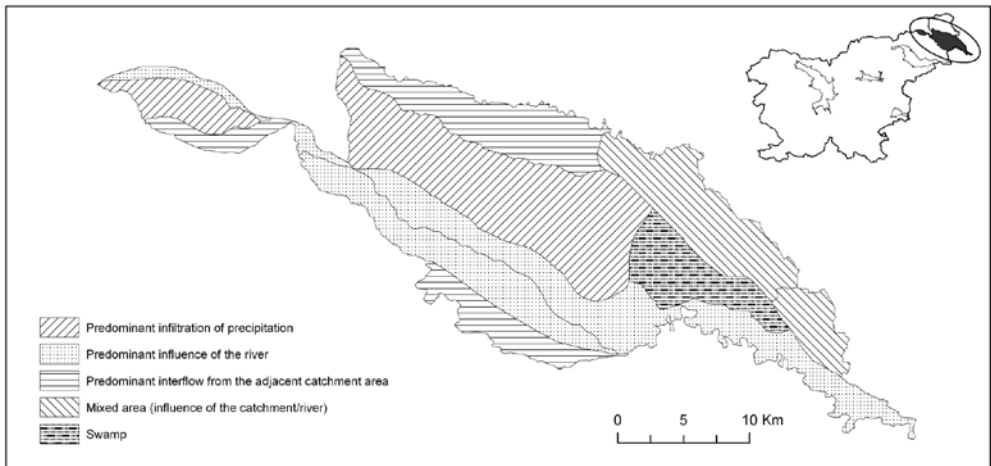 Predominant infiltration of precipitation
Predominant influence of the river
Predominant interflow from the adjacent catchment area
Mixed area (influence of the catchment/river)
Swamp
0 5 10 Km